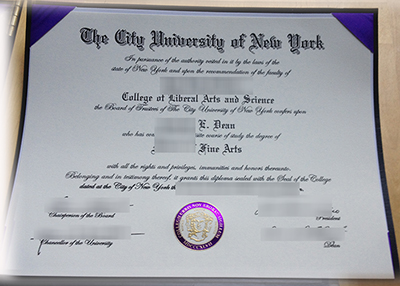 The City University of New York
In pursuance of the authority vested in it by the laws of the
state of New York and upon the recommendation of the faculty of
College of Liberal Arts and Science
the Board of Trustees of The City University of New York confers upon
E. Dean
who has course of study the degree of
Fine Arts
with all the rights and privileges, immunities and honors thereunto.
Belonging and in testimony thereof, it grants this diploma sealed with the Seal of the College
dated at the City of New York
Chairperson of the Board
President
Chancellor of the University
Dean